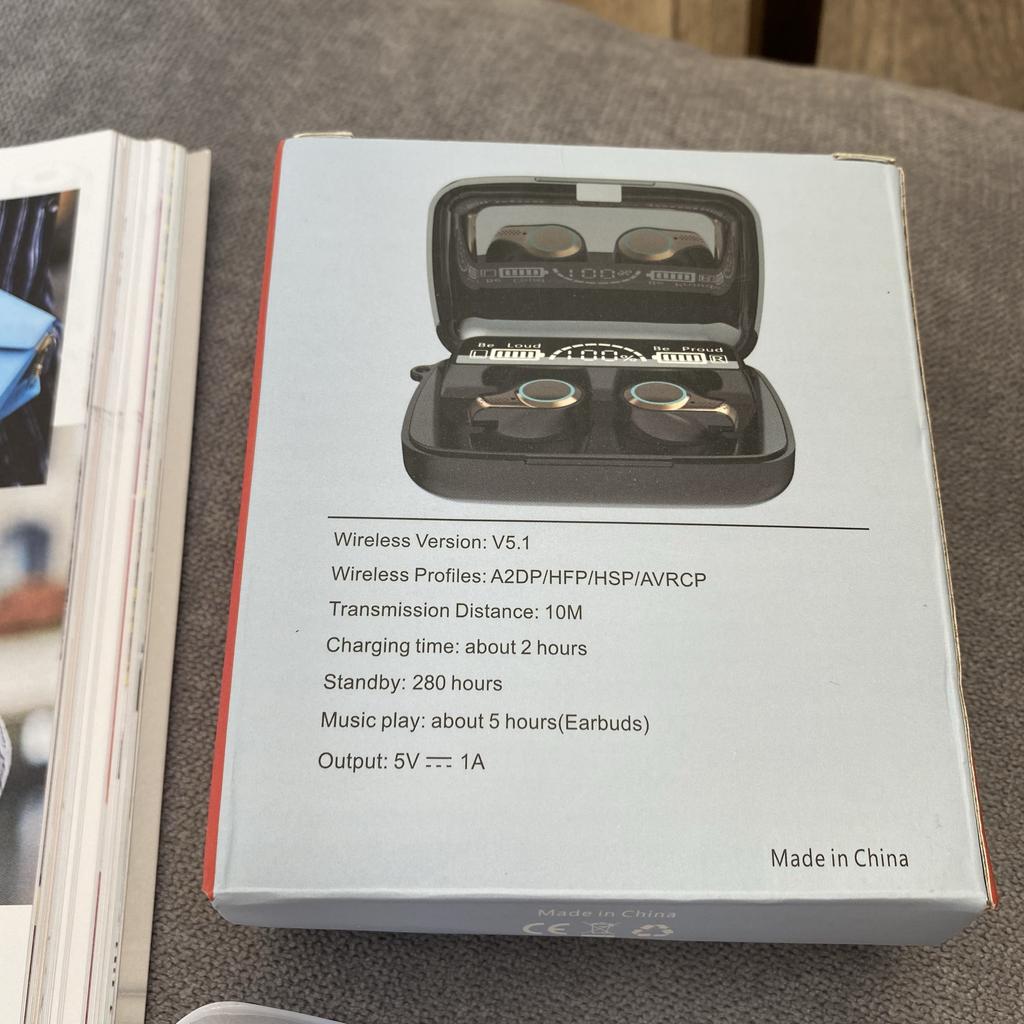 Be Loud
Be Proud
100%
Wireless Version: V5.1
Wireless Profiles: A2DP/HFP/HSP/AVRCP
Transmission Distance: 10M
Charging time: about 2 hours
Standby: 280 hours
Music play: about 5 hours(Earbuds)
Output: 5V ⎓ 1A
Made in China
Made in China
CE